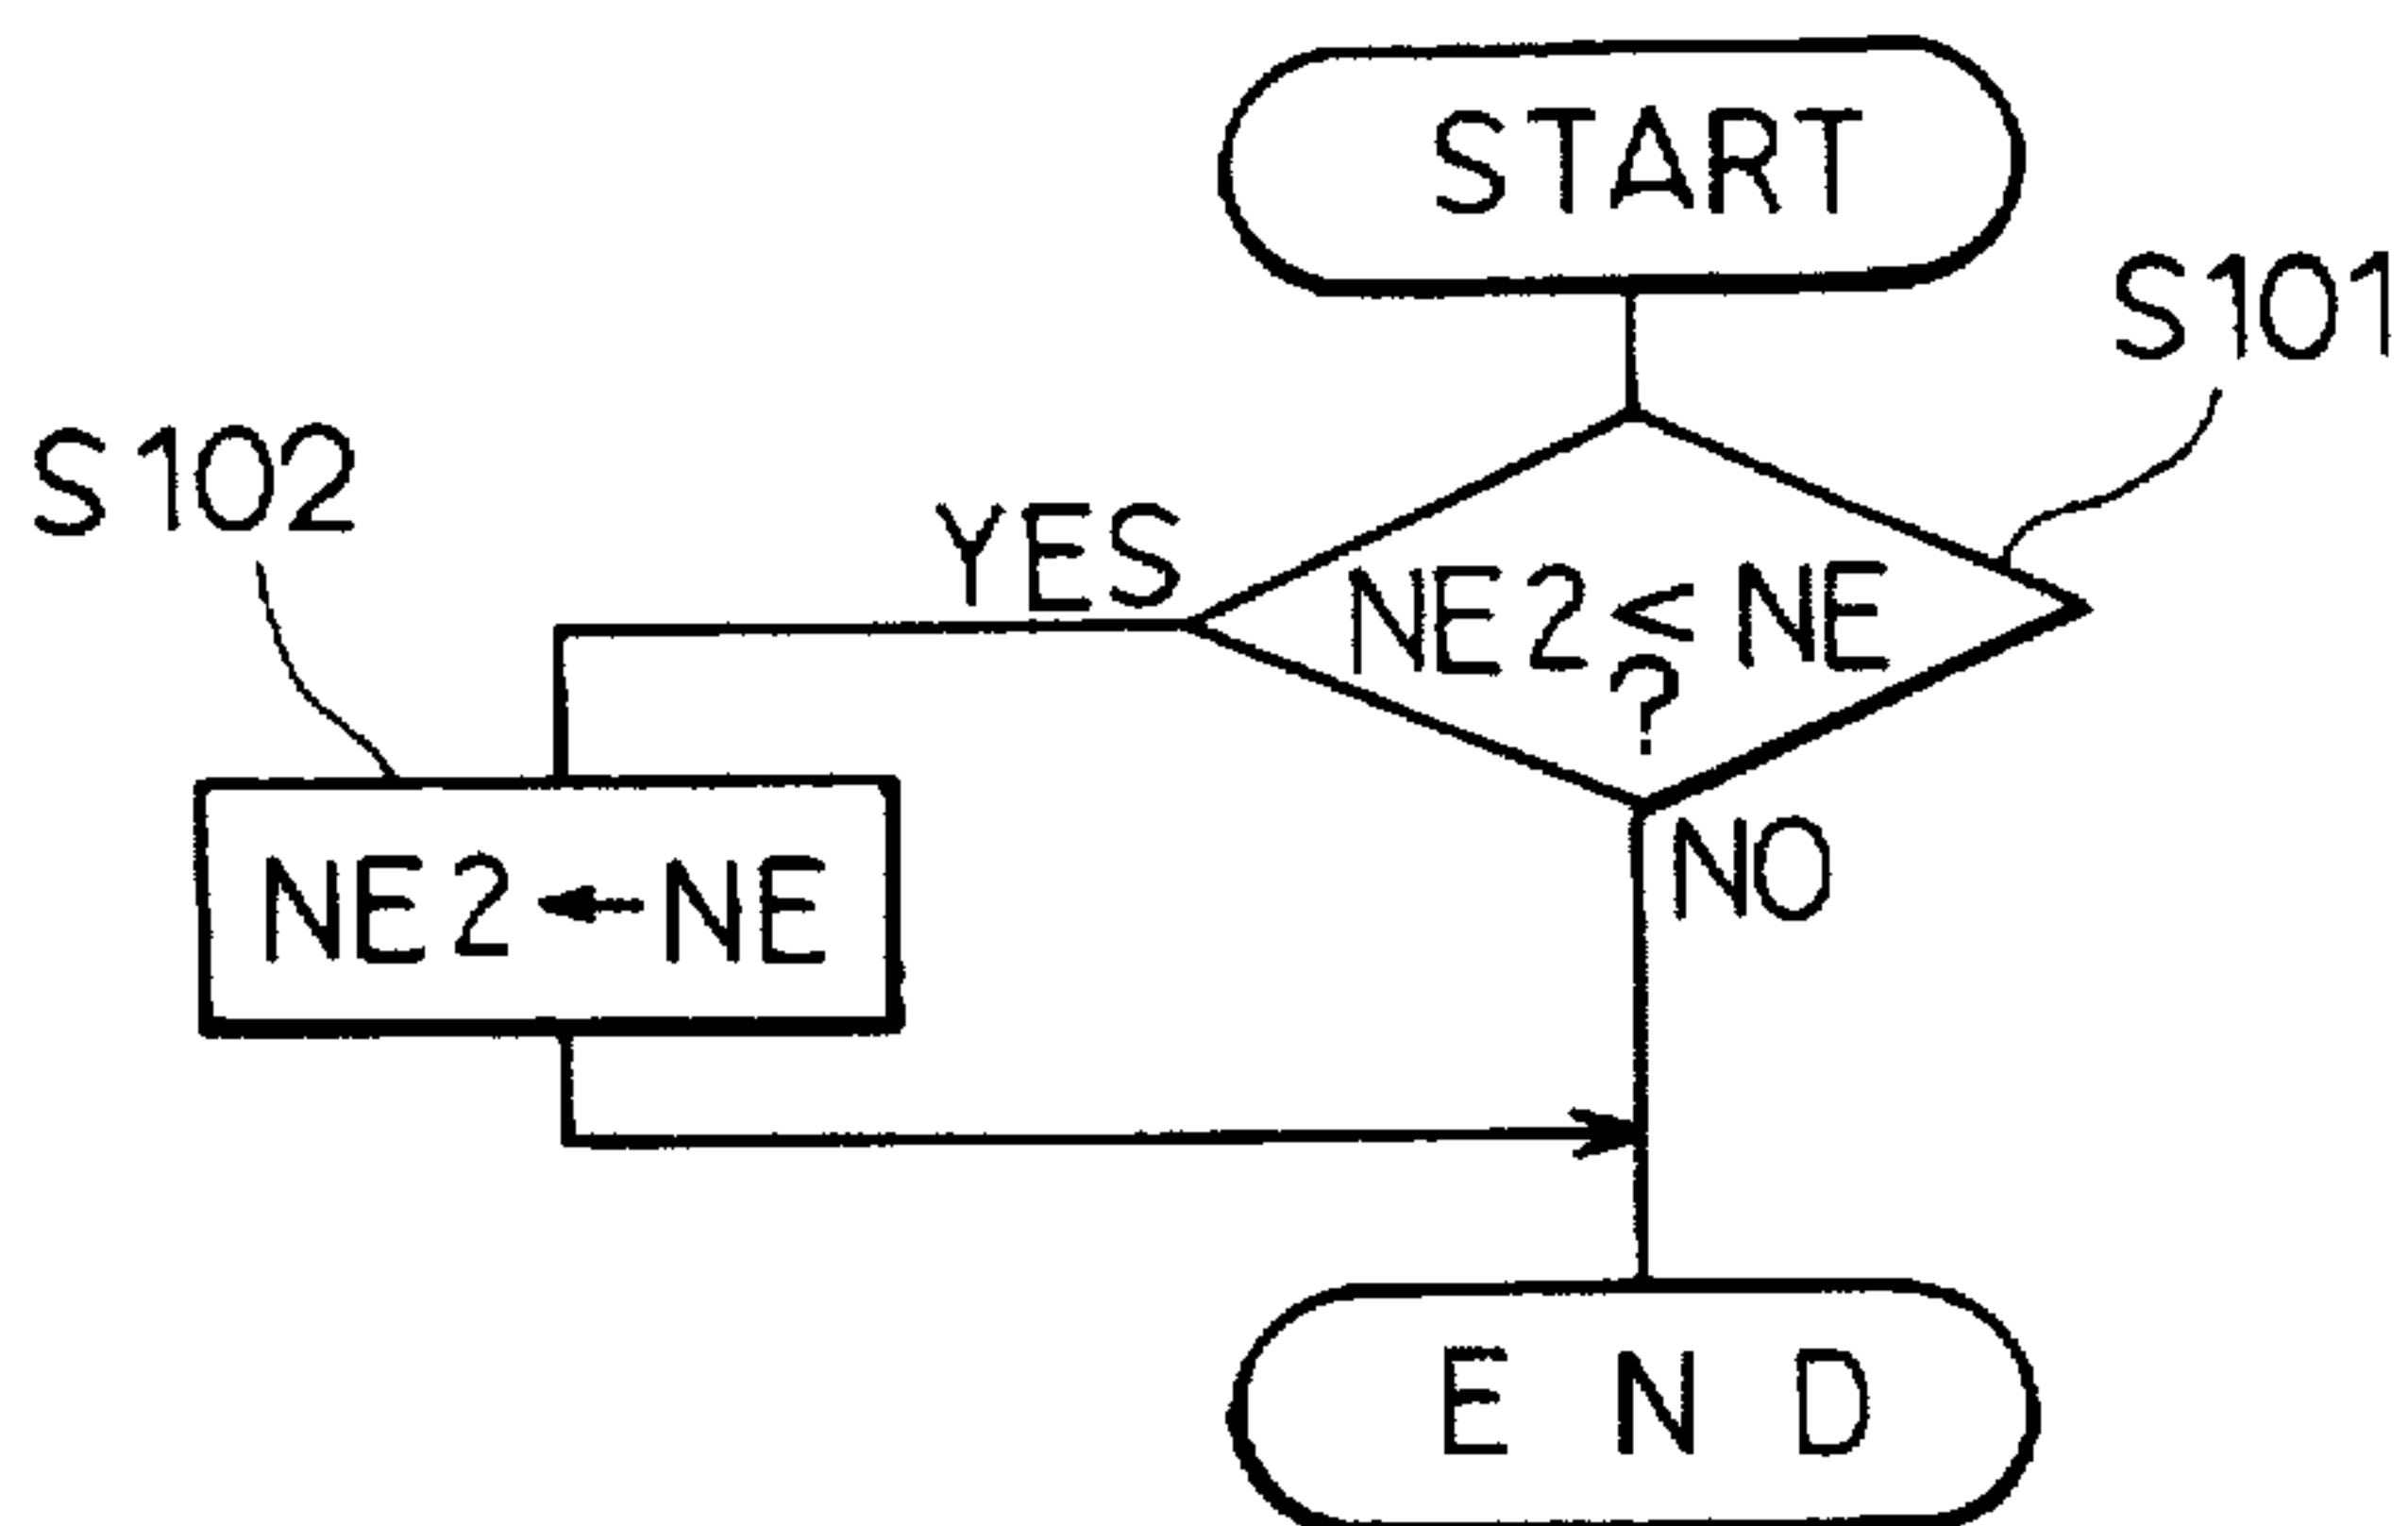 START
S101
S102
YES
NE2≤NE
?
NO
NE2←NE
END